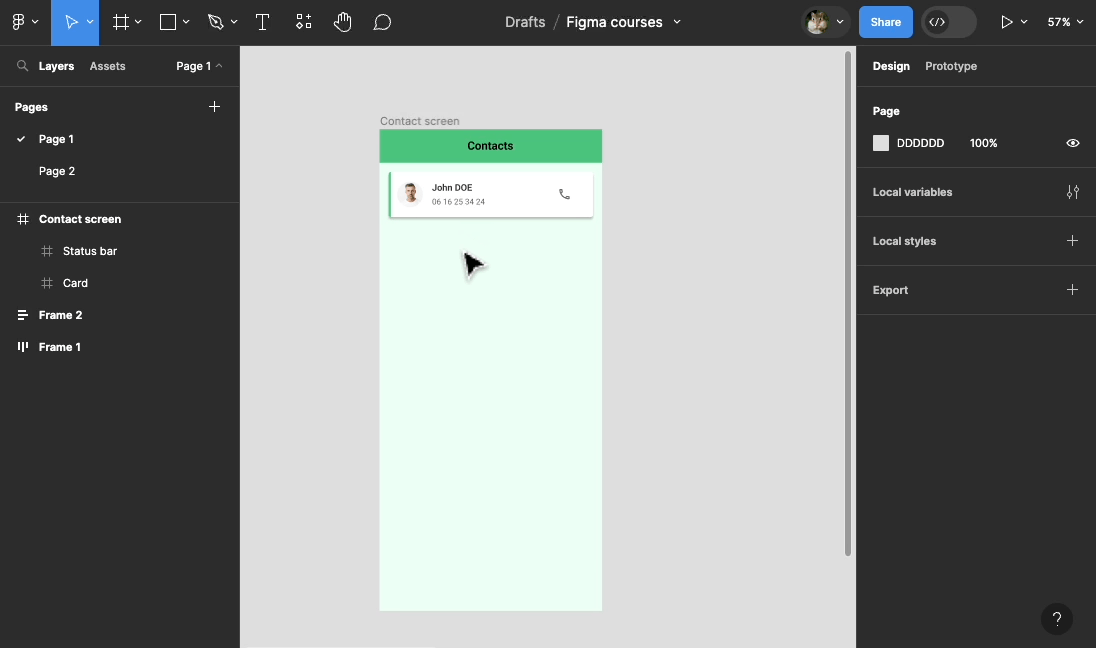 Drafts / Figma courses
Share
57%
Layers
Assets
Page 1
Pages
Page 1
Page 2
Contact screen
Status bar
Card
Frame 2
Frame 1
Contact screen
Contacts
John DOE
06 16 25 34 24
Design
Prototype
Page
DDDDDD
100%
Local variables
Local styles
Export
?